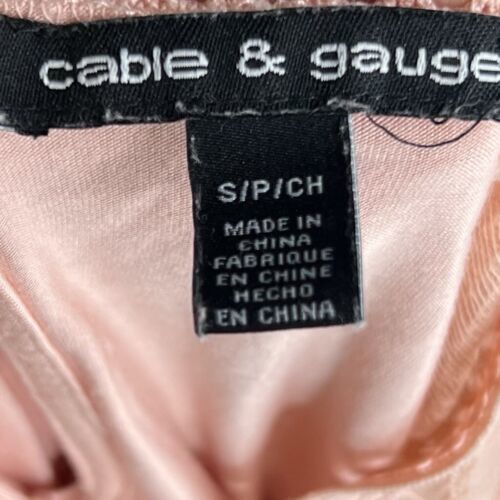 cable & gauge
S/P/CH
MADE IN
CHINA
FABRIQUE
EN CHINE
HECHO
EN CHINA